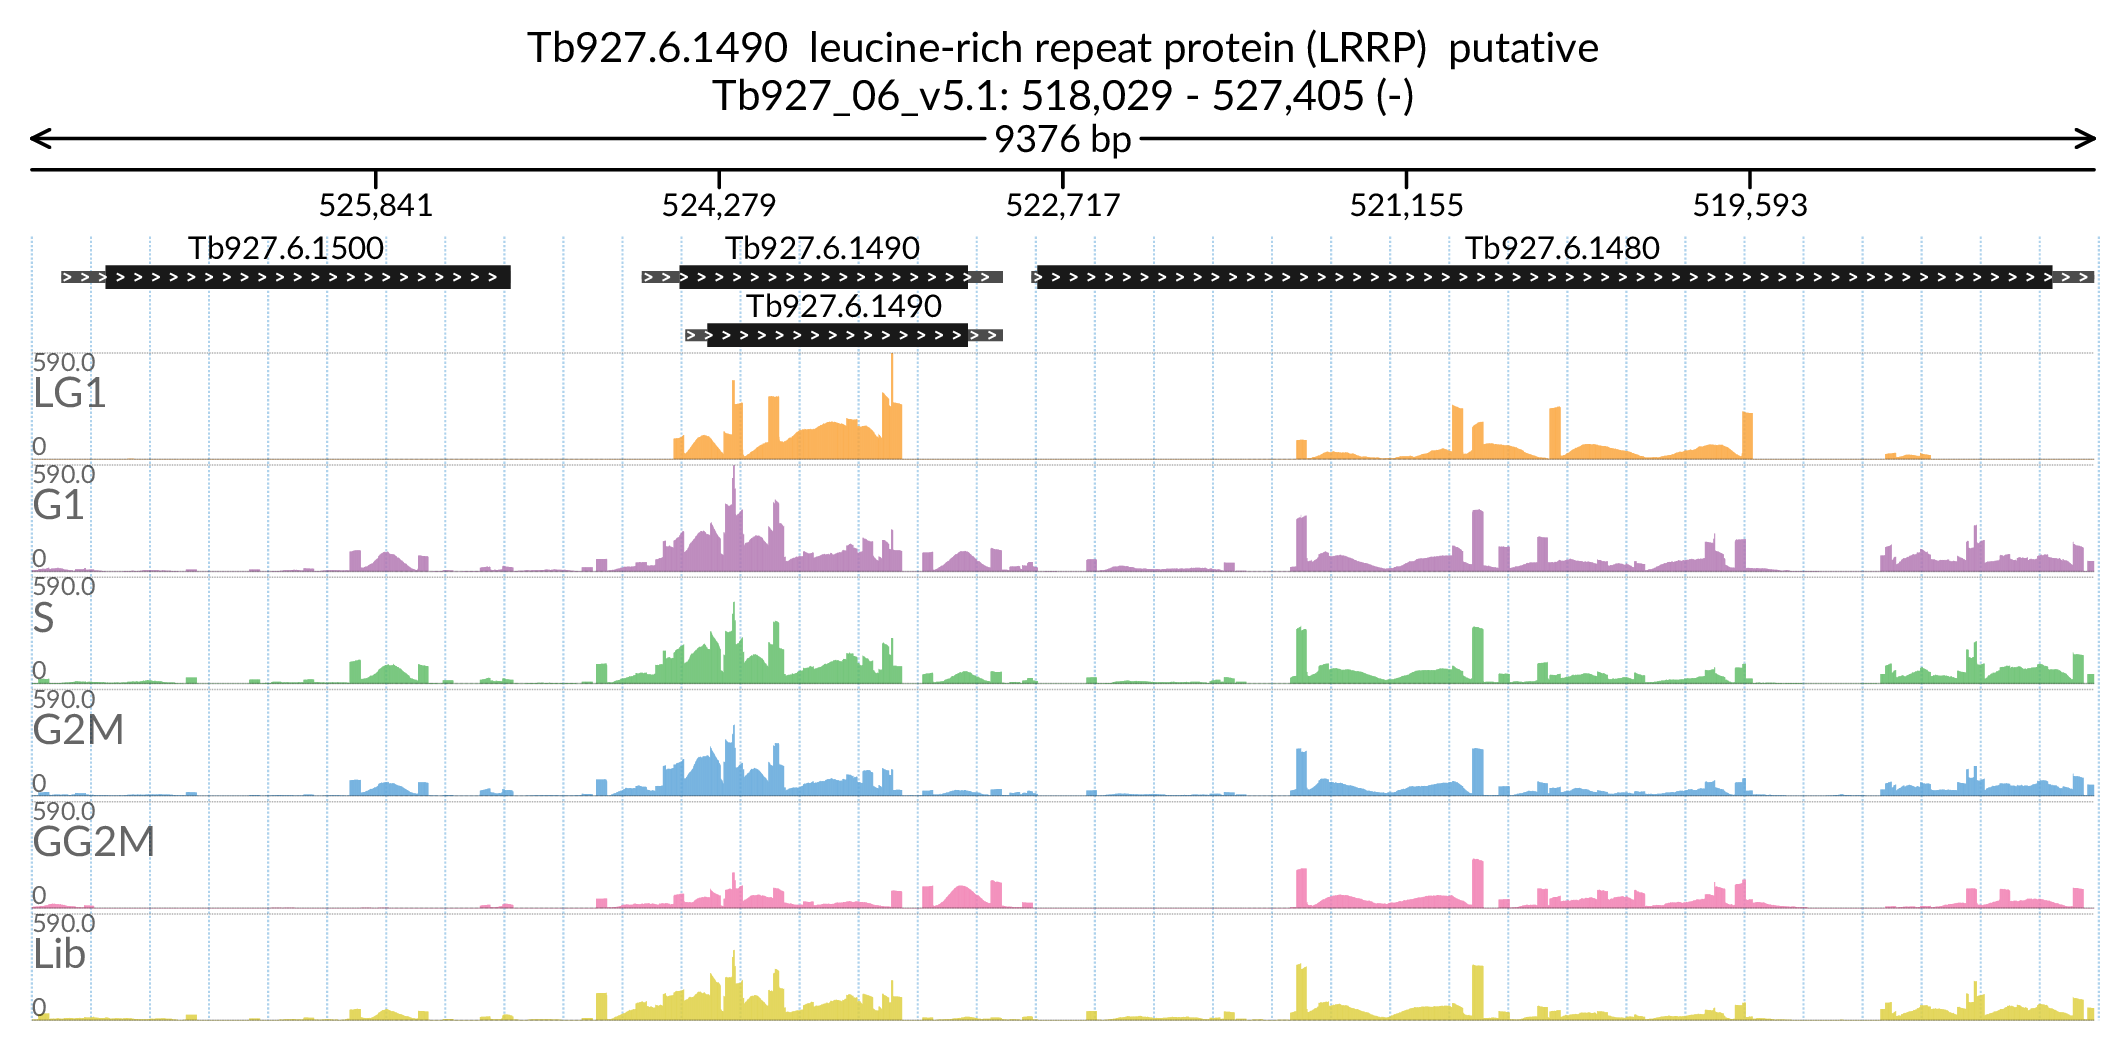 Tb927.6.1490  leucine-rich repeat protein (LRRP)  putative
Tb927_06_v5.1: 518,029 - 527,405 (-)
9376 bp
525,841 524,279 522,717 521,155 519,593
Tb927.6.1500 Tb927.6.1490 Tb927.6.1480
Tb927.6.1490
590.0
LG1
0
590.0
G1
0
590.0
S
0
590.0
G2M
0
590.0
GG2M
0
590.0
Lib
0